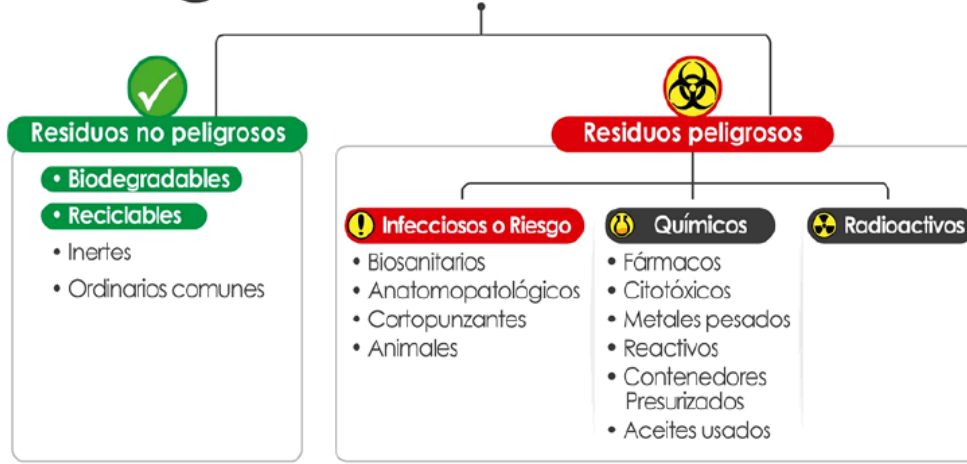 Residuos no peligrosos
• Biodegradables
• Reciclables
• Inertes
• Ordinarios comunes
Residuos peligrosos
Infecciosos o Riesgo
• Biosanitarios
• Anatomopatológicos
• Cortopunzantes
• Animales
Químicos
• Fármacos
• Citotóxicos
• Metales pesados
• Reactivos
• Contenedores
Presurizados
• Aceites usados
Radioactivos